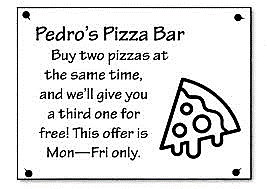 Pedro's Pizza Bar
Buy two pizzas at
the same time,
and we'll give you
a third one for
free! This offer is
Mon—Fri only.